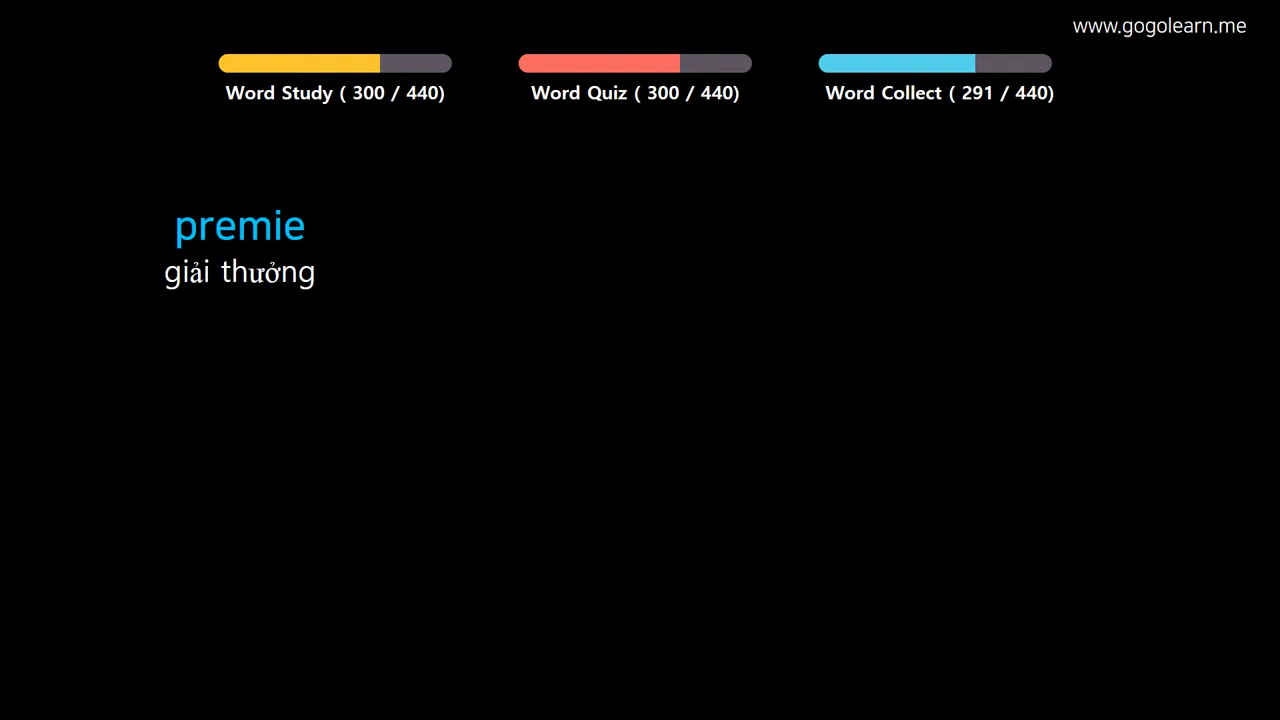 www.gogolearn.me
Word Study ( 300 / 440)
Word Quiz ( 300 / 440)
Word Collect ( 291 / 440)
premie
giải thưởng